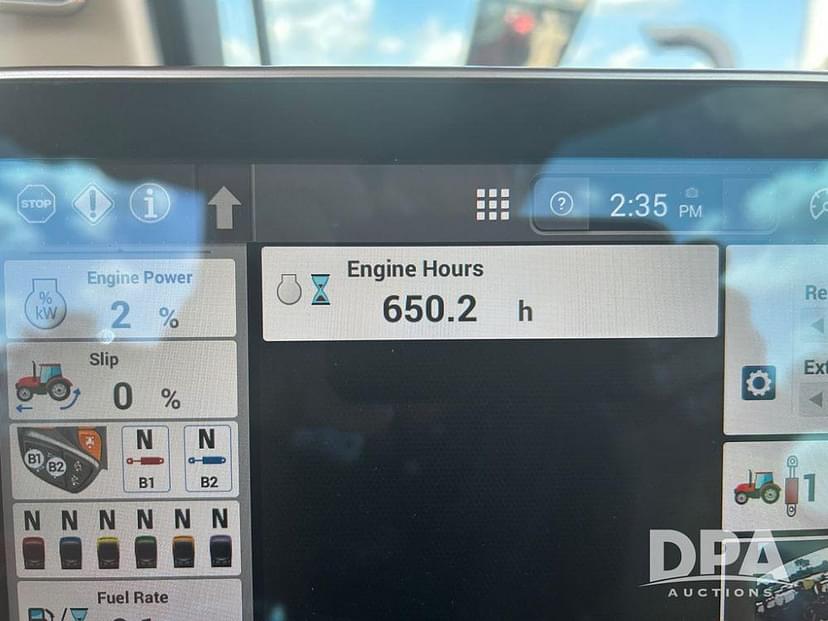 STOP
?
2:35 PM
Engine Power
%
kW
2 %
Engine Hours
650.2 h
Slip
0 %
B1 B2
N N
B1 B2
N N N N N N
Fuel Rate
1
DPA
AUCTIONS